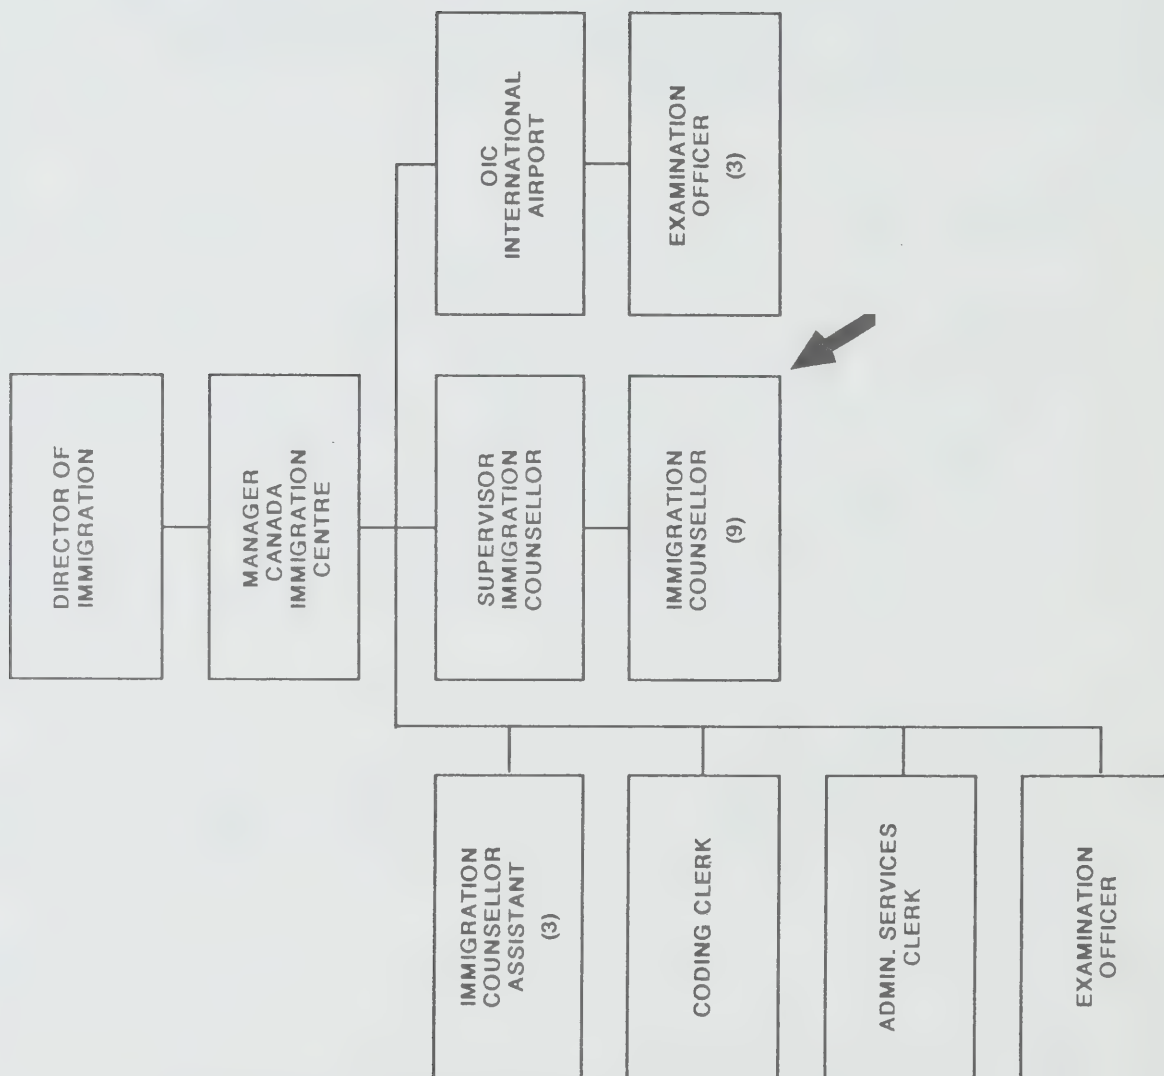 DIRECTOR OF
IMMIGRATION
MANAGER
CANADA
IMMIGRATION
CENTRE
IMMIGRATION
COUNSELLOR
ASSISTANT
(3)
CODING CLERK
ADMIN. SERVICES
CLERK
EXAMINATION
OFFICER
SUPERVISOR
IMMIGRATION
COUNSELLOR
IMMIGRATION
COUNSELLOR
(9)
OIC
INTERNATIONAL
AIRPORT
EXAMINATION
OFFICER
(3)